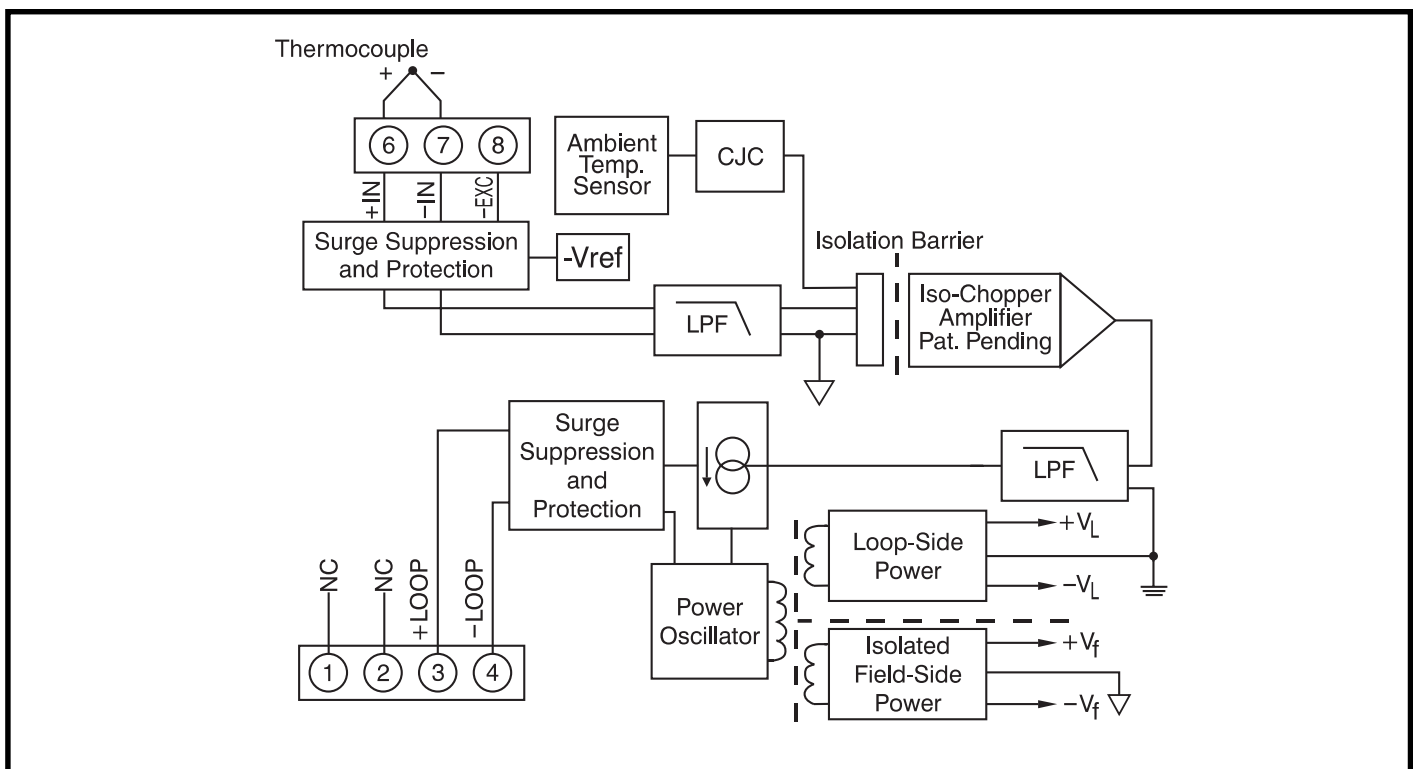 Thermocouple
+ −
6 7 8
+IN
−IN
−EXC
Surge Suppression
and Protection
-Vref
Ambient
Temp.
Sensor
CJC
Isolation Barrier
LPF
Iso-Chopper
Amplifier
Pat. Pending
Surge
Suppression
and
Protection
LPF
Loop-Side
Power
+VL
−VL
Power
Oscillator
Isolated
Field-Side
Power
+Vf
−Vf
NC
NC
+LOOP
−LOOP
1 2 3 4